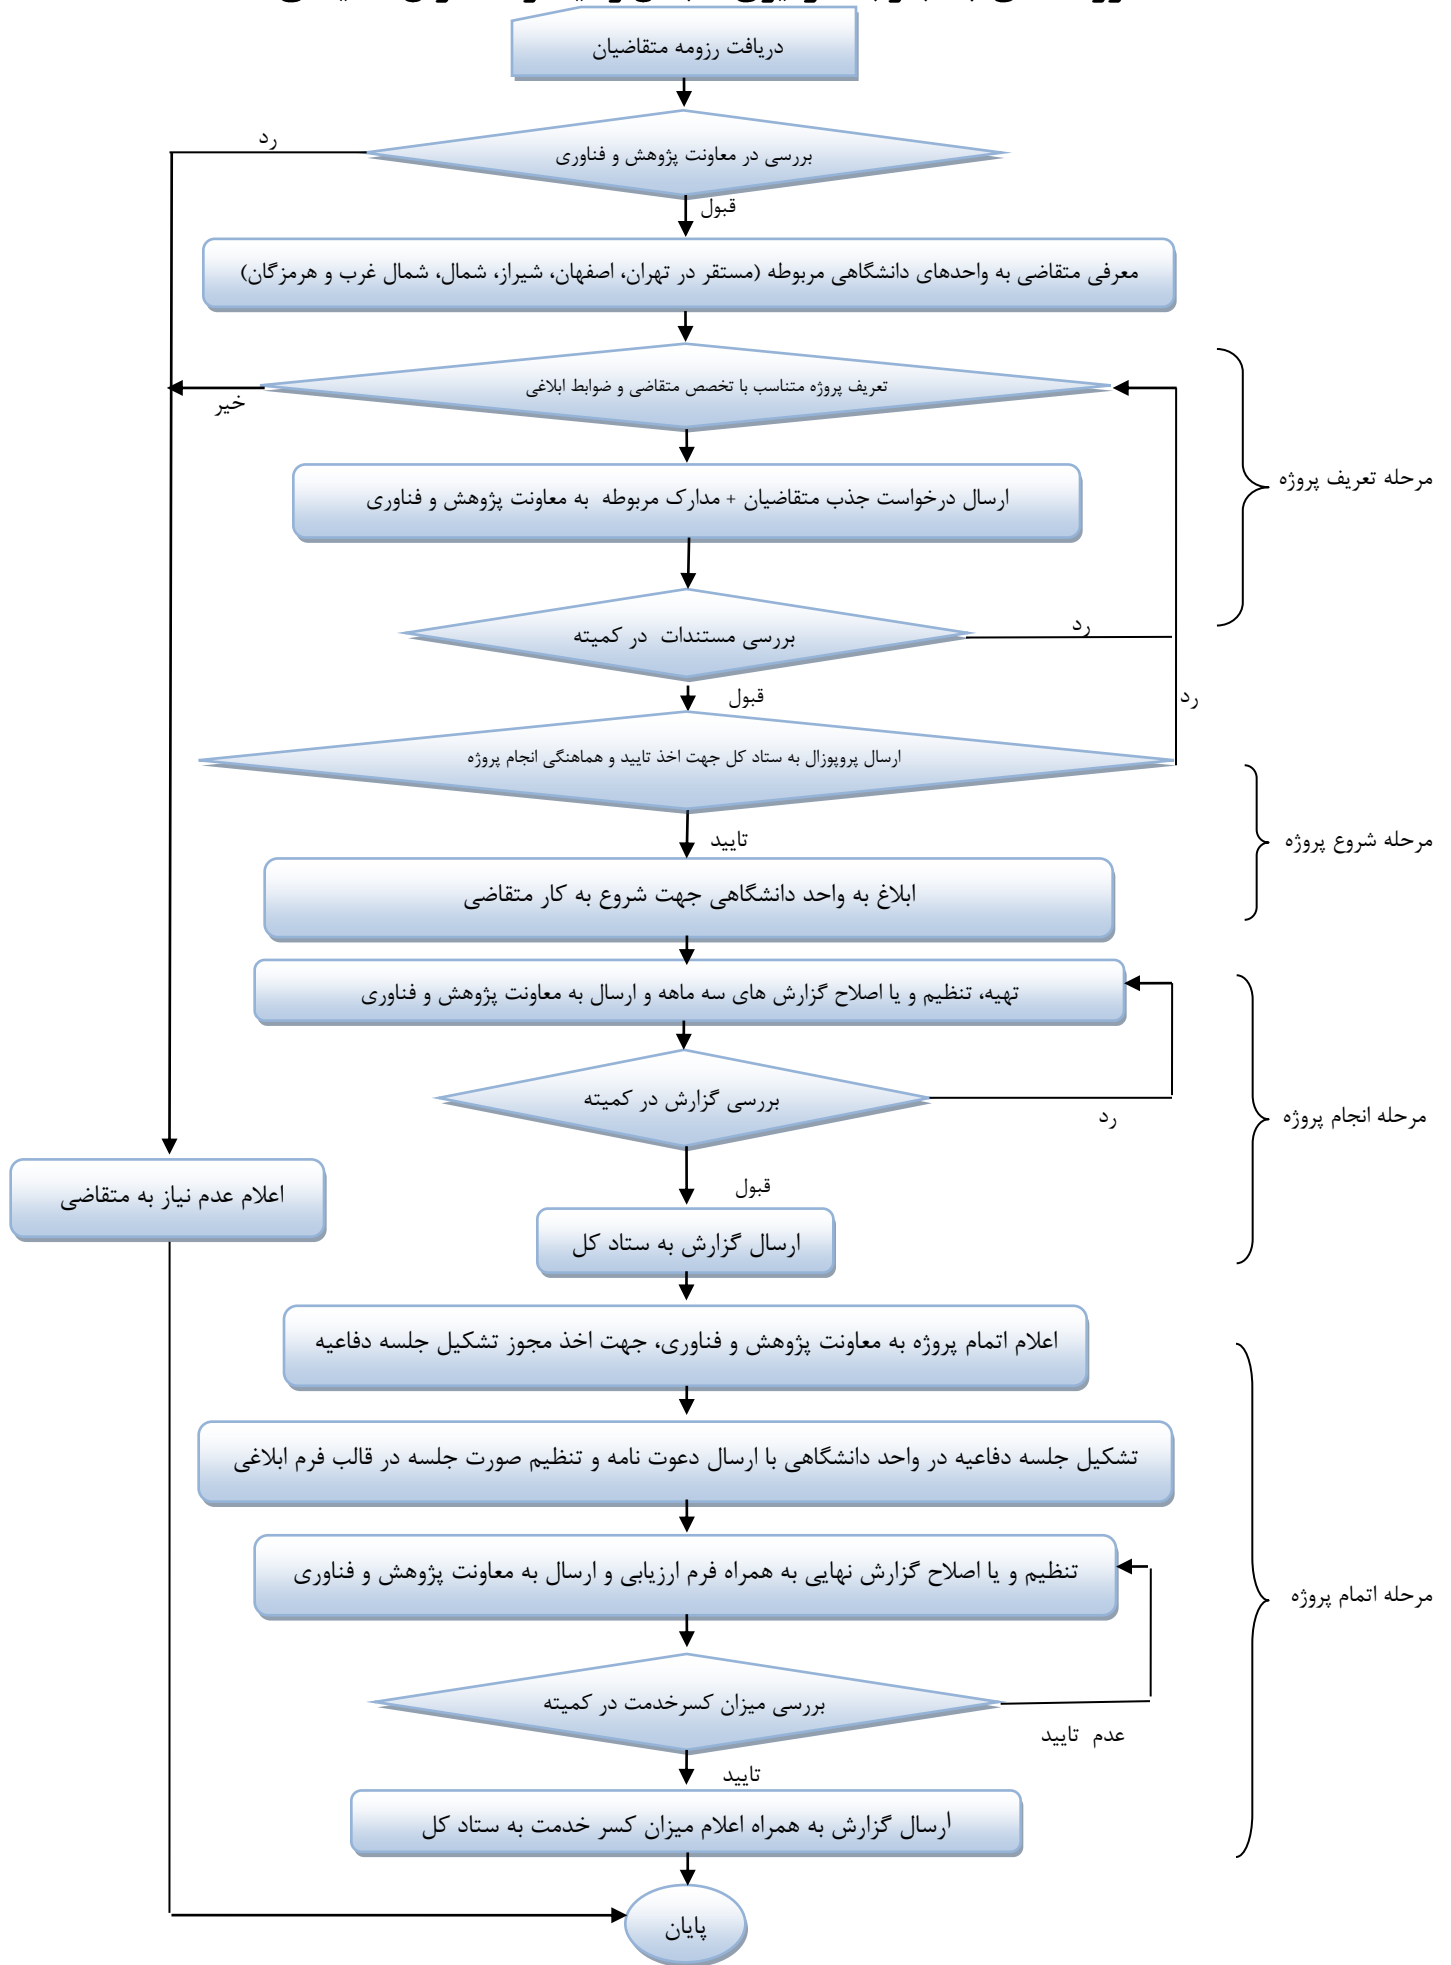 دریافت رزومه متقاضیان
بررسی در معاونت پژوهش و فناوری
رد
قبول
معرفی متقاضی به واحدهای دانشگاهی مربوطه (مستقر در تهران، اصفهان، شیراز، شمال، شمال غرب و هرمزگان)
تعریف پروژه متناسب با تخصص متقاضی و ضوابط ابلاغی
خیر
مرحله تعریف پروژه
ارسال درخواست جذب متقاضیان + مدارک مربوطه به معاونت پژوهش و فناوری
بررسی مستندات در کمیته
رد
قبول
رد
ارسال پروپوزال به ستاد کل جهت اخذ تایید و هماهنگی انجام پروژه
تایید
مرحله شروع پروژه
ابلاغ به واحد دانشگاهی جهت شروع به کار متقاضی
تهیه، تنظیم و یا اصلاح گزارش های سه ماهه و ارسال به معاونت پژوهش و فناوری
بررسی گزارش در کمیته
رد
مرحله انجام پروژه
قبول
اعلام عدم نیاز به متقاضی
ارسال گزارش به ستاد کل
اعلام اتمام پروژه به معاونت پژوهش و فناوری، جهت اخذ مجوز تشکیل جلسه دفاعیه
تشکیل جلسه دفاعیه در واحد دانشگاهی با ارسال دعوت نامه و تنظیم صورت جلسه در قالب فرم ابلاغی
تنظیم و یا اصلاح گزارش نهایی به همراه فرم ارزیابی و ارسال به معاونت پژوهش و فناوری
مرحله اتمام پروژه
بررسی میزان کسرخدمت در کمیته
عدم تایید
تایید
ارسال گزارش به همراه اعلام میزان کسر خدمت به ستاد کل
پایان